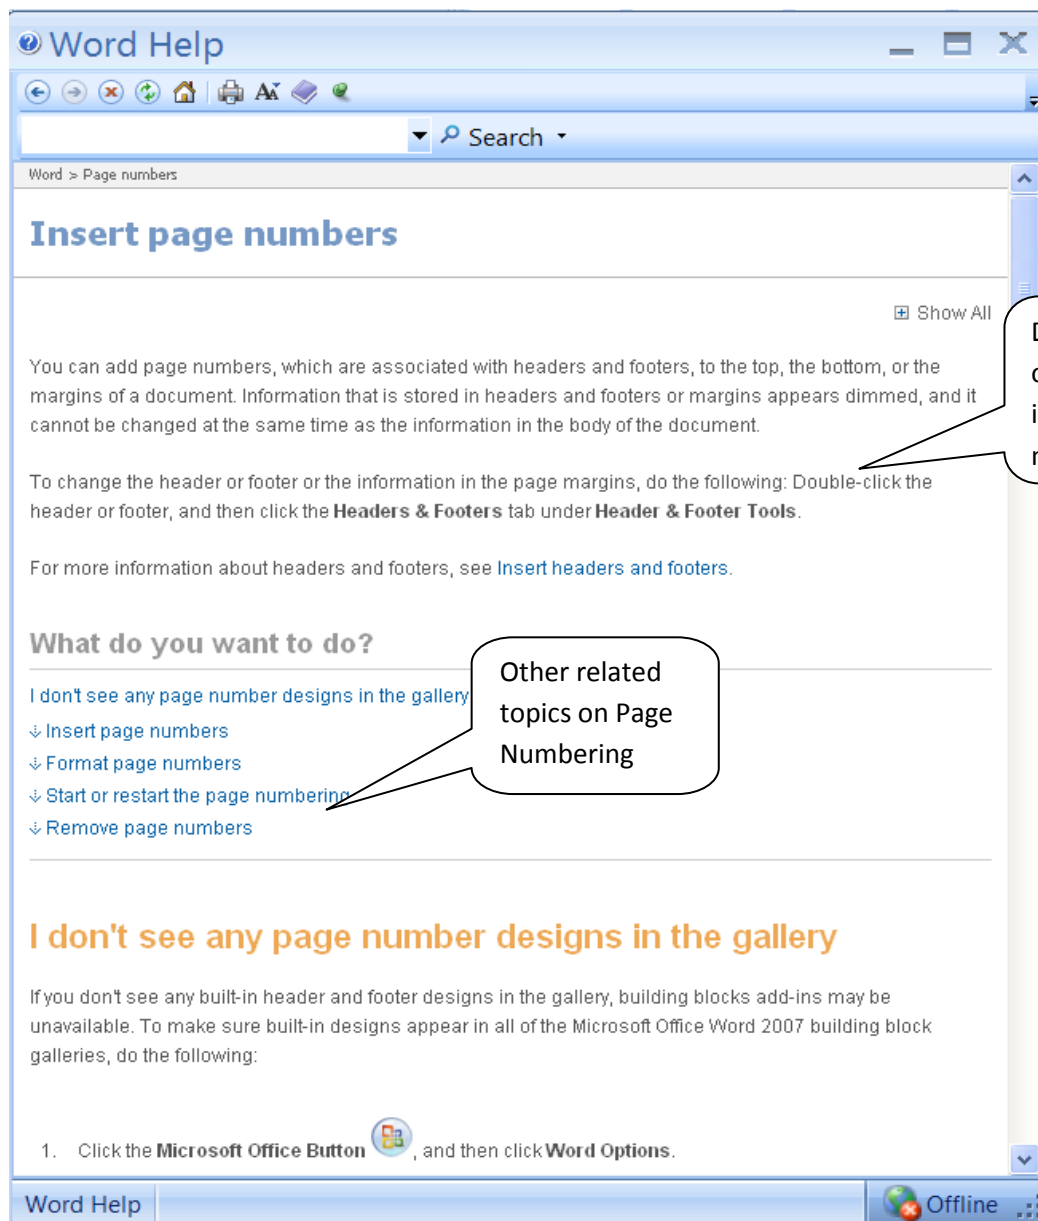 Word Help
Search
Word > Page numbers
Insert page numbers
Show All
You can add page numbers, which are associated with headers and footers, to the top, the bottom, or the
margins of a document. Information that is stored in headers and footers or margins appears dimmed, and it
cannot be changed at the same time as the information in the body of the document.
To change the header or footer or the information in the page margins, do the following: Double-click the
header or footer, and then click the Headers & Footers tab under Header & Footer Tools.
For more information about headers and footers, see Insert headers and footers.
What do you want to do?
I don't see any page number designs in the gallery
Insert page numbers
Format page numbers
Start or restart the page numbering
Remove page numbers
Other related
topics on Page
Numbering
I don't see any page number designs in the gallery
If you don't see any built-in header and footer designs in the gallery, building blocks add-ins may be
unavailable. To make sure built-in designs appear in all of the Microsoft Office Word 2007 building block
galleries, do the following:
1. Click the Microsoft Office Button , and then click Word Options.
Word Help
Offline